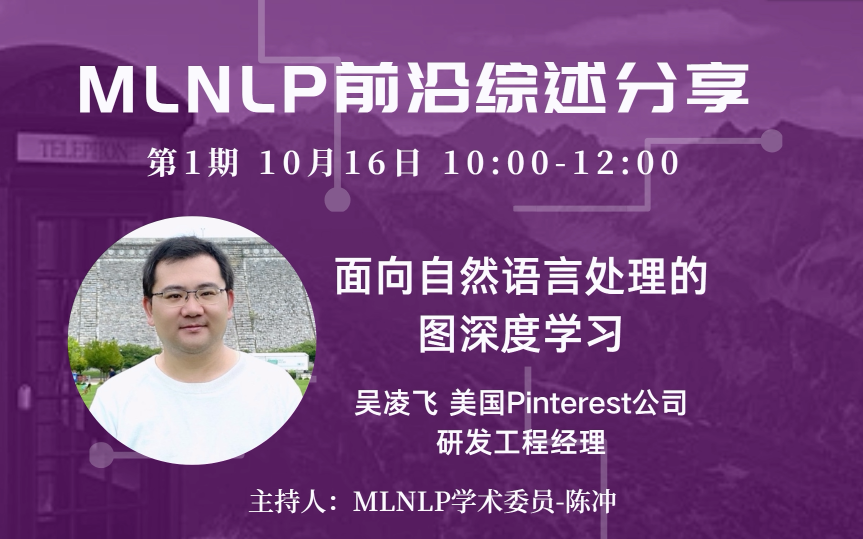 MLNLP前沿综述分享
第1期 10月16日 10:00-12:00
TELEPHONE
面向自然语言处理的
图深度学习
吴凌飞 美国Pinterest公司
研发工程经理
主持人：MLNLP学术委员-陈冲